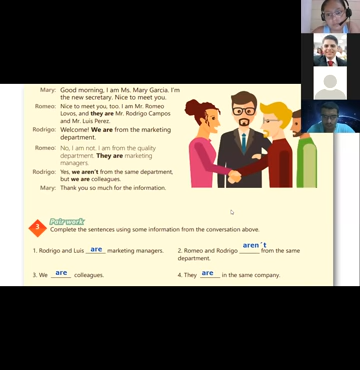 Mary: Good morning, I am Ms. Mary Garcia. I'm
the new secretary. Nice to meet you.
Romeo: Nice to meet you, too. I am Mr. Romeo
Lovos, and they are Mr. Rodrigo Campos
and Mr. Luis Perez.
Rodrigo: Welcome! We are from the marketing
department.
Romeo: No, I am not. I am from the quality
department. They are marketing
managers.
Rodrigo: Yes, we aren't from the same department,
but we are colleagues.
Mary: Thank you so much for the information.
3 Pair work
Complete the sentences using some information from the conversation above.
1. Rodrigo and Luis are marketing managers.
2. Romeo and Rodrigo aren´t from the same
department.
3. We are colleagues.
4. They are in the same company.